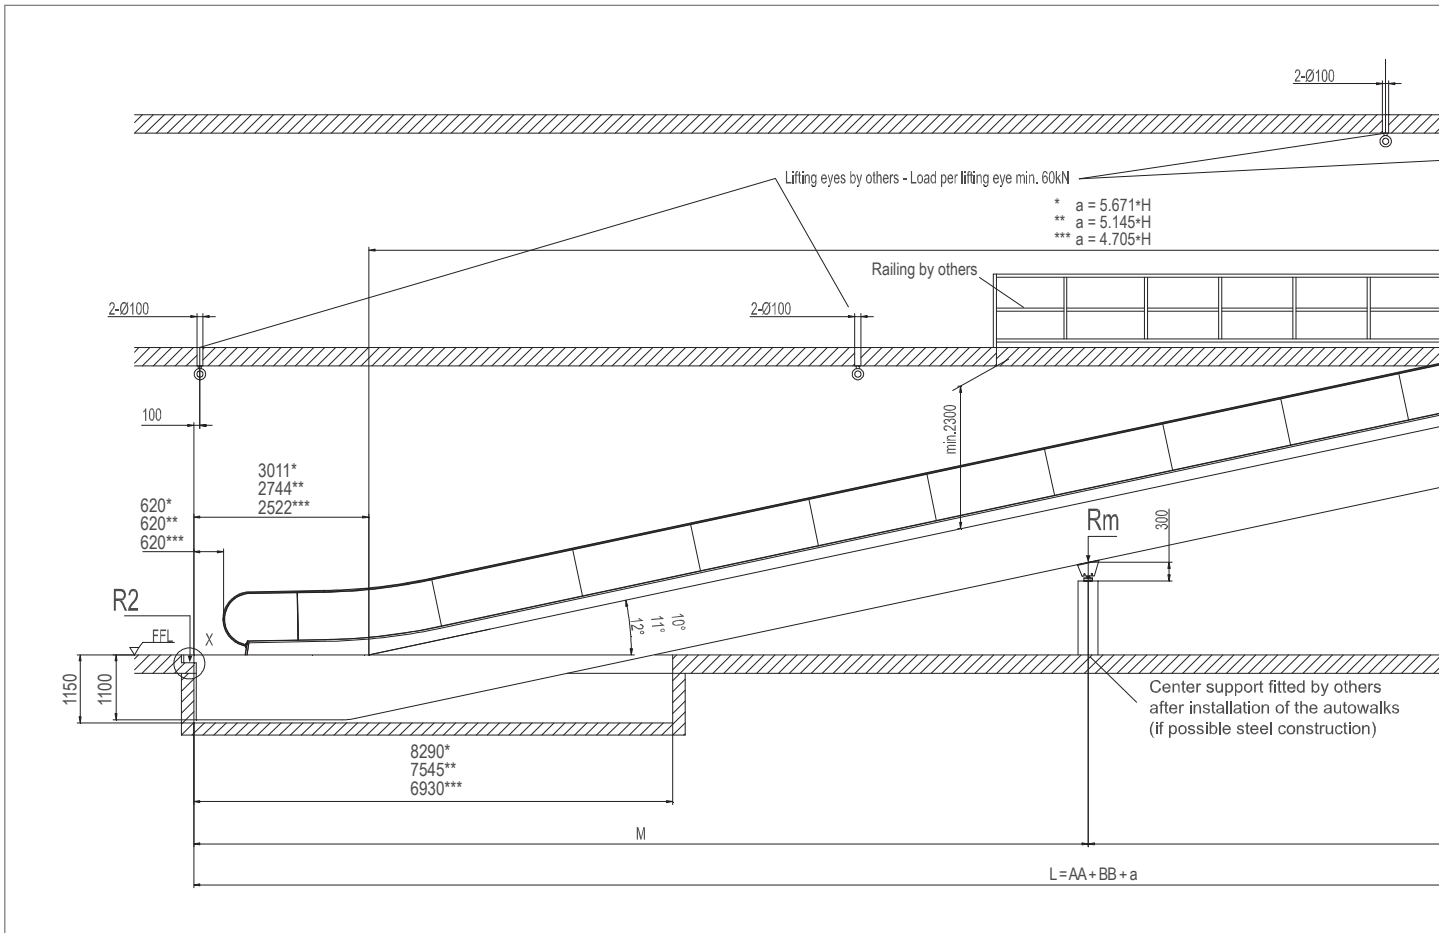 2-Ø100
Lifting eyes by others - Load per lifting eye min. 60kN
* a = 5.671*H
** a = 5.145*H
*** a = 4.705*H
Railing by others
2-Ø100
2-Ø100
100
min.2300
3011*
2744**
2522***
620*
620**
620***
Rm
300
R2
10°
11°
12°
FFL
X
1150
1100
Center support fitted by others
after installation of the autowalks
(if possible steel construction)
8290*
7545**
6930***
M
L=AA+BB+a